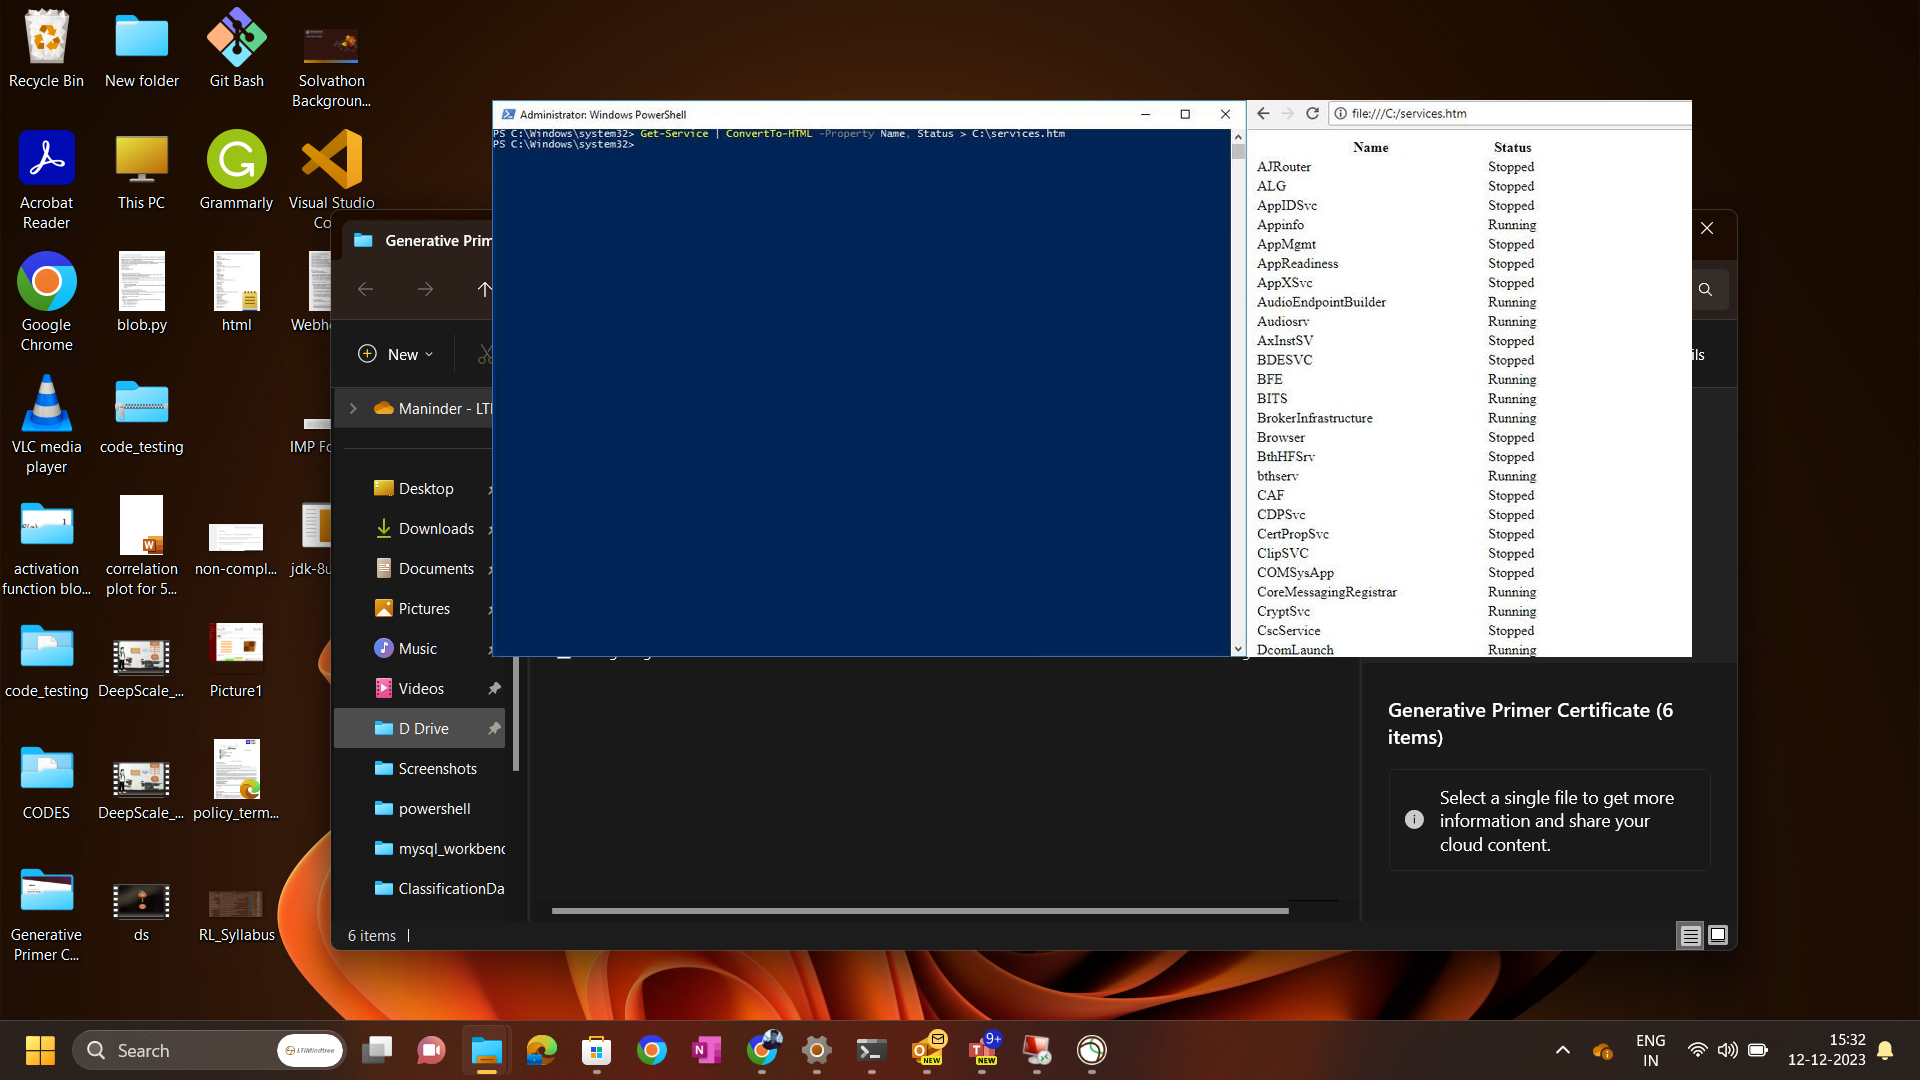 Recycle Bin
New folder
Git Bash
Solvathon
Backgroun...
Acrobat
Reader
This PC
Grammarly
Visual Studio
Co
Google
Chrome
blob.py
html
Webh
VLC media
player
code_testing
IMP Fo
activation
function blo...
correlation
plot for 5...
non-compl...
jdk-8u
code_testing
DeepScale_...
Picture1
CODES
DeepScale_...
policy_term...
Generative
Primer C...
ds
RL_Syllabus
Administrator: Windows PowerShell
PS C:\Windows\system32> Get-Service | ConvertTo-HTML -Property Name, Status > C:\services.htm
PS C:\Windows\system32>
file:///C:/services.htm
Name Status
AJRouter Stopped
ALG Stopped
AppIDSvc Stopped
Appinfo Running
AppMgmt Stopped
AppReadiness Stopped
AppXSvc Stopped
AudioEndpointBuilder Running
Audiosrv Running
AxInstSV Stopped
BDESVC Stopped
BFE Running
BITS Running
BrokerInfrastructure Running
Browser Stopped
BthHFSrv Stopped
bthserv Running
CAF Stopped
CDPSvc Stopped
CertPropSvc Stopped
ClipSVC Stopped
COMSysApp Stopped
CoreMessagingRegistrar Running
CryptSvc Running
CscService Stopped
DcomLaunch Running
Generative Prim
New
ils
Maninder - LTI
Desktop
Downloads
Documents
Pictures
Music
Videos
D Drive
Screenshots
powershell
mysql_workben
ClassificationDa
Generative Primer Certificate (6
items)
Select a single file to get more
information and share your
cloud content.
6 items
Search
LTIMindtree
NEW
9+
NEW
ENG
IN
15:32
12-12-2023